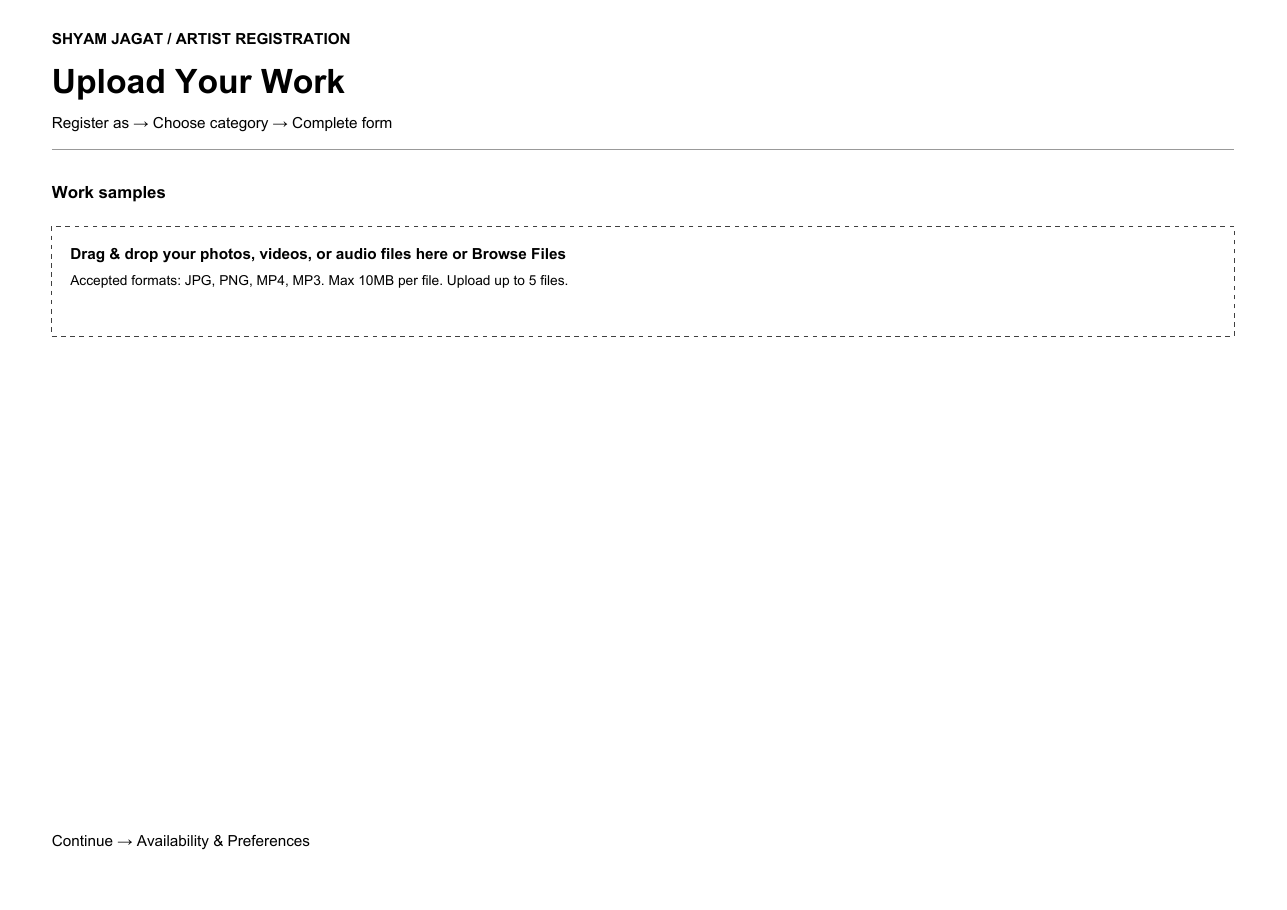 SHYAM JAGAT / ARTIST REGISTRATION
Upload Your Work
Register as → Choose category → Complete form
Work samples
Drag & drop your photos, videos, or audio files here or Browse Files
Accepted formats: JPG, PNG, MP4, MP3. Max 10MB per file. Upload up to 5 files.
Continue → Availability & Preferences